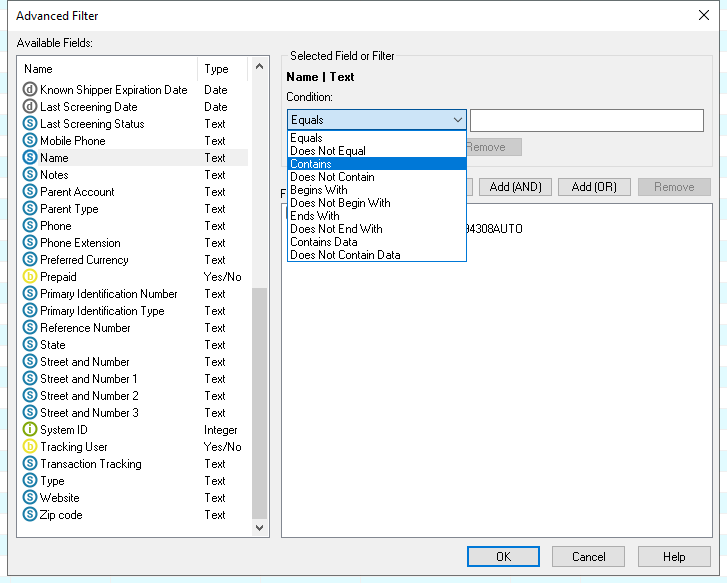 Advanced Filter
Available Fields:
Name Type
d Known Shipper Expiration Date Date
d Last Screening Date Date
S Last Screening Status Text
S Mobile Phone Text
S Name Text
S Notes Text
S Parent Account Text
S Parent Type Text
S Phone Text
S Phone Extension Text
S Preferred Currency Text
b Prepaid Yes/No
S Primary Identification Number Text
S Primary Identification Type Text
S Reference Number Text
S State Text
S Street and Number Text
S Street and Number 1 Text
S Street and Number 2 Text
S Street and Number 3 Text
i System ID Integer
b Tracking User Yes/No
S Transaction Tracking Text
S Type Text
S Website Text
S Zip code Text
Selected Field or Filter
Name | Text
Condition:
Equals
Equals
Does Not Equal
Contains
Does Not Contain
Begins With
Does Not Begin With
Ends With
Does Not End With
Contains Data
Does Not Contain Data
Remove
Add (AND) Add (OR) Remove
94308AUTO
OK Cancel Help